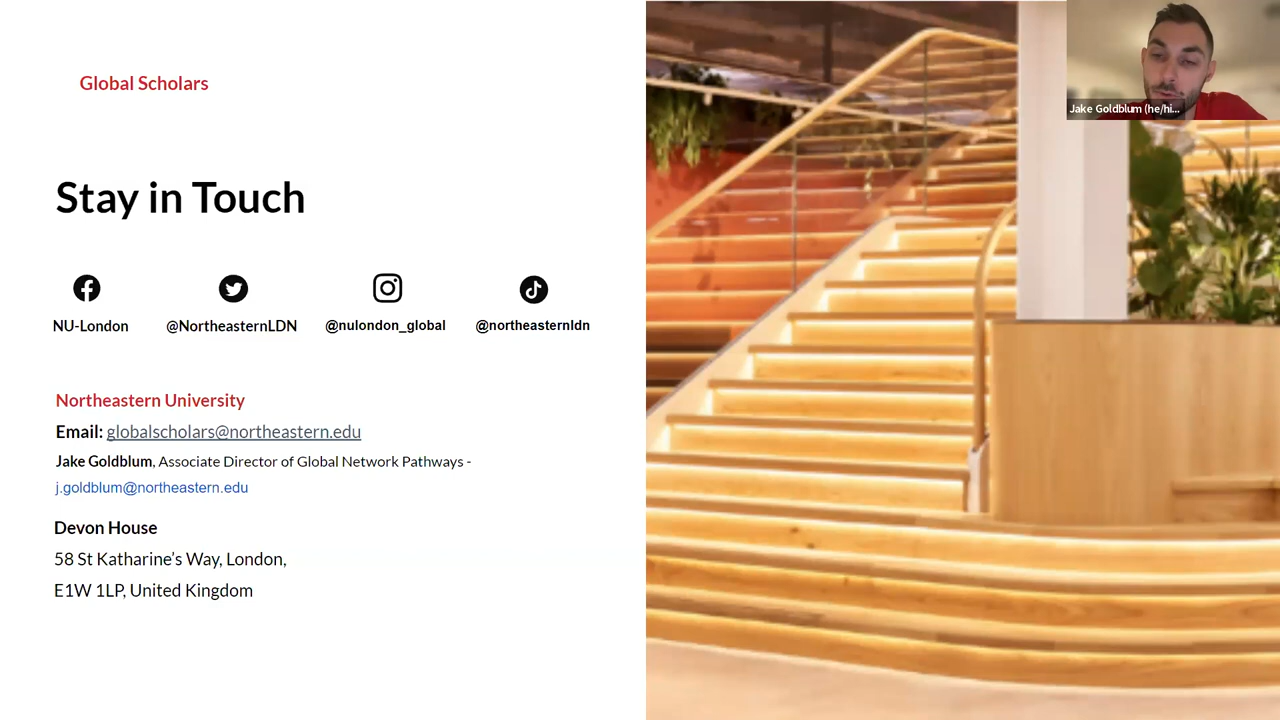 Global Scholars
Stay in Touch
NU-London
@NortheasternLDN
@nulondon_global
@northeasternldn
Northeastern University
Email: globalscholars@northeastern.edu
Jake Goldblum, Associate Director of Global Network Pathways -
j.goldblum@northeastern.edu
Devon House
58 St Katharine’s Way, London,
E1W 1LP, United Kingdom
Jake Goldblum (he/hi...